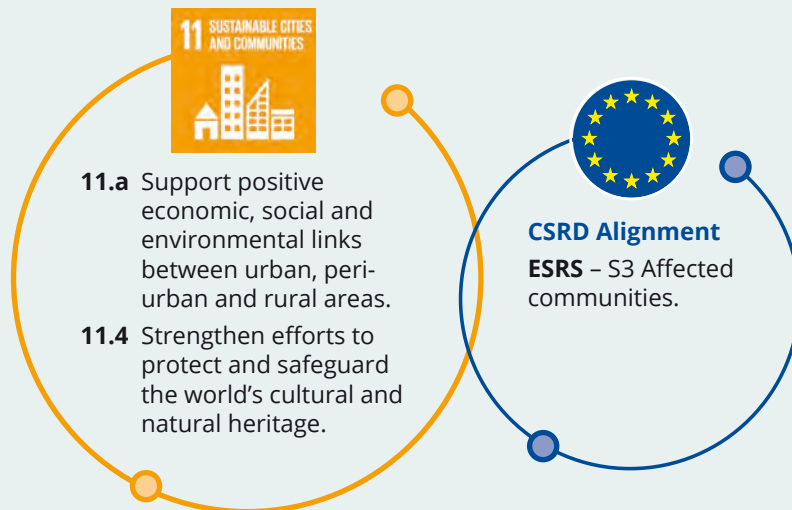 11 SUSTAINABLE CITIES
AND COMMUNITIES
11.a Support positive
economic, social and
environmental links
between urban, peri-
urban and rural areas.
11.4 Strengthen efforts to
protect and safeguard
the world's cultural and
natural heritage.
CSRD Alignment
ESRS – S3 Affected
communities.